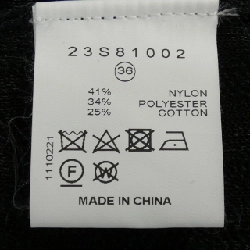 23S81002
36
41% NYLON
34% POLYESTER
25% COTTON
1110221
F W
MADE IN CHINA